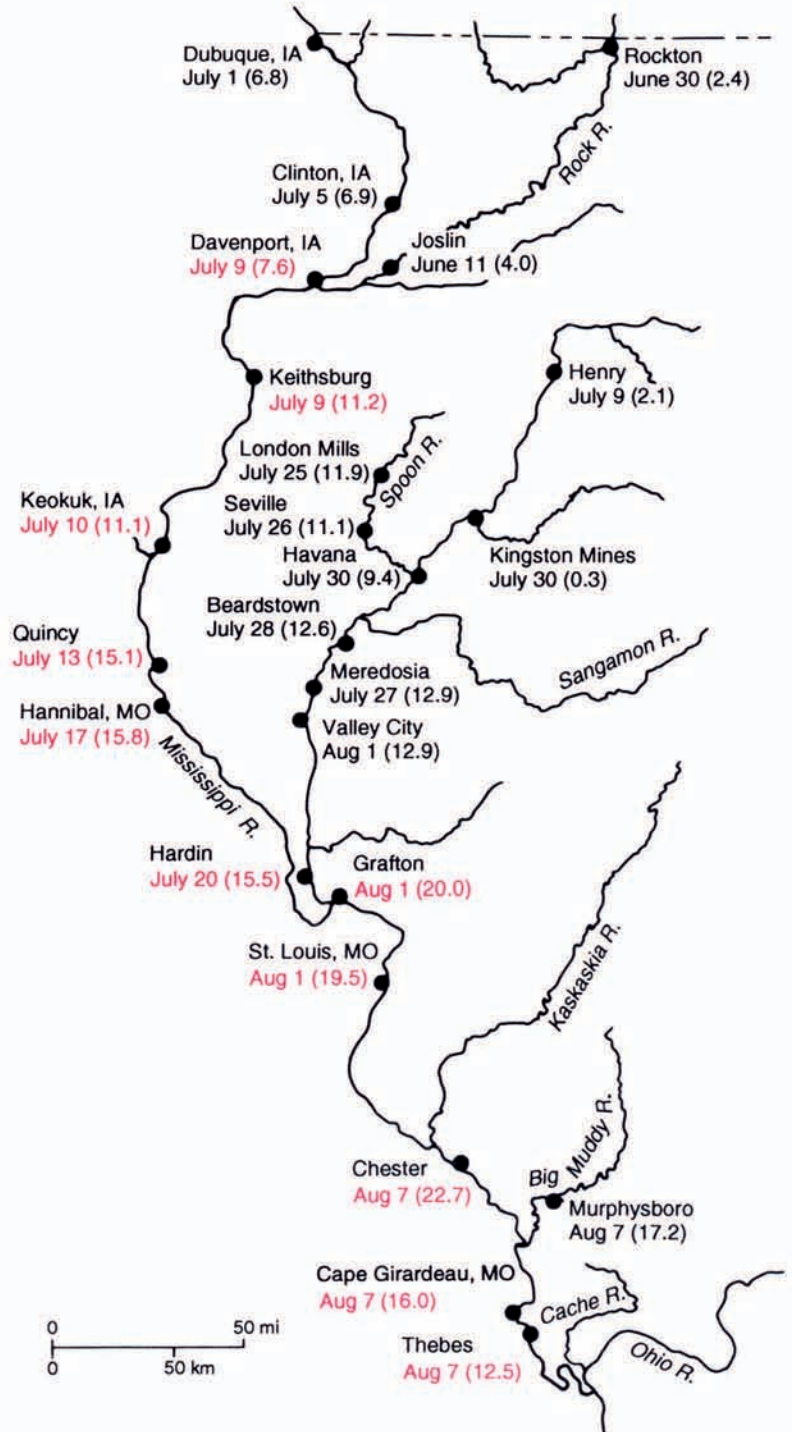 Dubuque, IA
July 1 (6.8)
Rockton
June 30 (2.4)
Rock R.
Clinton, IA
July 5 (6.9)
Davenport, IA
July 9 (7.6)
Joslin
June 11 (4.0)
Keithsburg
July 9 (11.2)
Henry
July 9 (2.1)
London Mills
July 25 (11.9)
Spoon R.
Keokuk, IA
July 10 (11.1)
Seville
July 26 (11.1)
Havana
July 30 (9.4)
Kingston Mines
July 30 (0.3)
Beardstown
July 28 (12.6)
Quincy
July 13 (15.1)
Sangamon R.
Meredosia
July 27 (12.9)
Hannibal, MO
July 17 (15.8)
Valley City
Aug 1 (12.9)
Mississippi R.
Hardin
July 20 (15.5)
Grafton
Aug 1 (20.0)
St. Louis, MO
Aug 1 (19.5)
Kaskaskia R.
Chester
Aug 7 (22.7)
Big Muddy R.
Murphysboro
Aug 7 (17.2)
Cape Girardeau, MO
Aug 7 (16.0)
Cache R.
Thebes
Aug 7 (12.5)
Ohio R.
0 50 mi
0 50 km